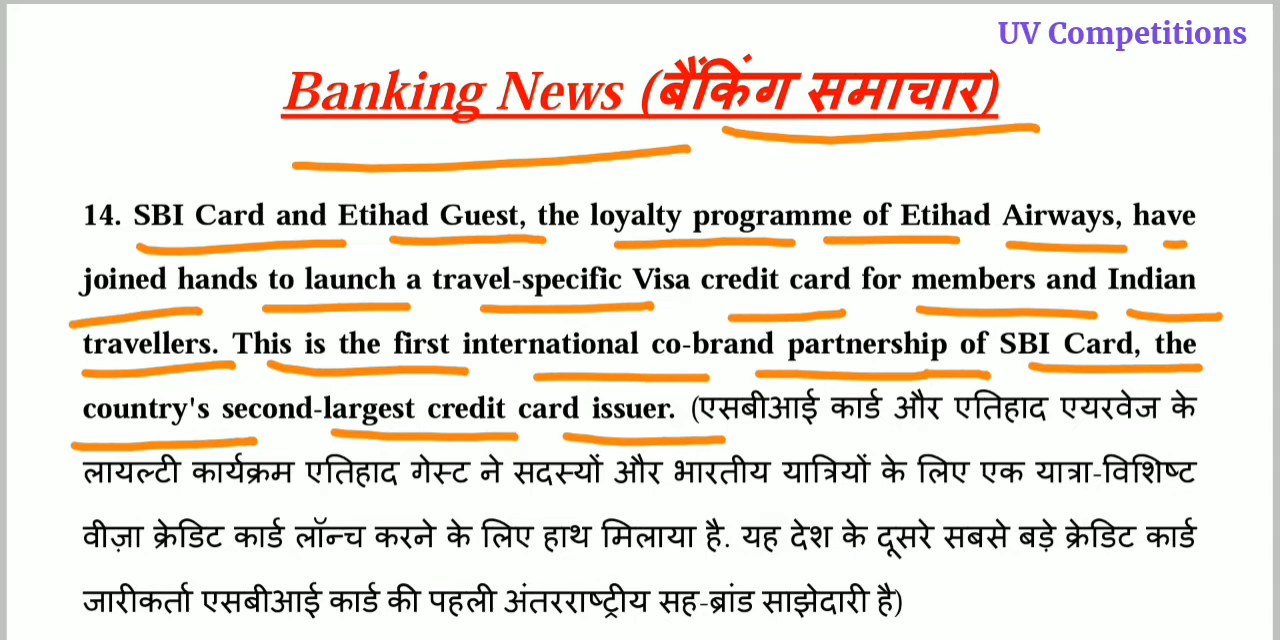 UV Competitions
Banking News (बैंकिंग समाचार)
14. SBI Card and Etihad Guest, the loyalty programme of Etihad Airways, have
joined hands to launch a travel-specific Visa credit card for members and Indian
travellers. This is the first international co-brand partnership of SBI Card, the
country's second-largest credit card issuer. (एसबीआई कार्ड और एतिहाद एयरवेज के
लायल्टी कार्यक्रम एतिहाद गेस्ट ने सदस्यों और भारतीय यात्रियों के लिए एक यात्रा-विशिष्ट
वीज़ा क्रेडिट कार्ड लॉन्च करने के लिए हाथ मिलाया है. यह देश के दूसरे सबसे बड़े क्रेडिट कार्ड
जारीकर्ता एसबीआई कार्ड की पहली अंतरराष्ट्रीय सह-ब्रांड साझेदारी है)